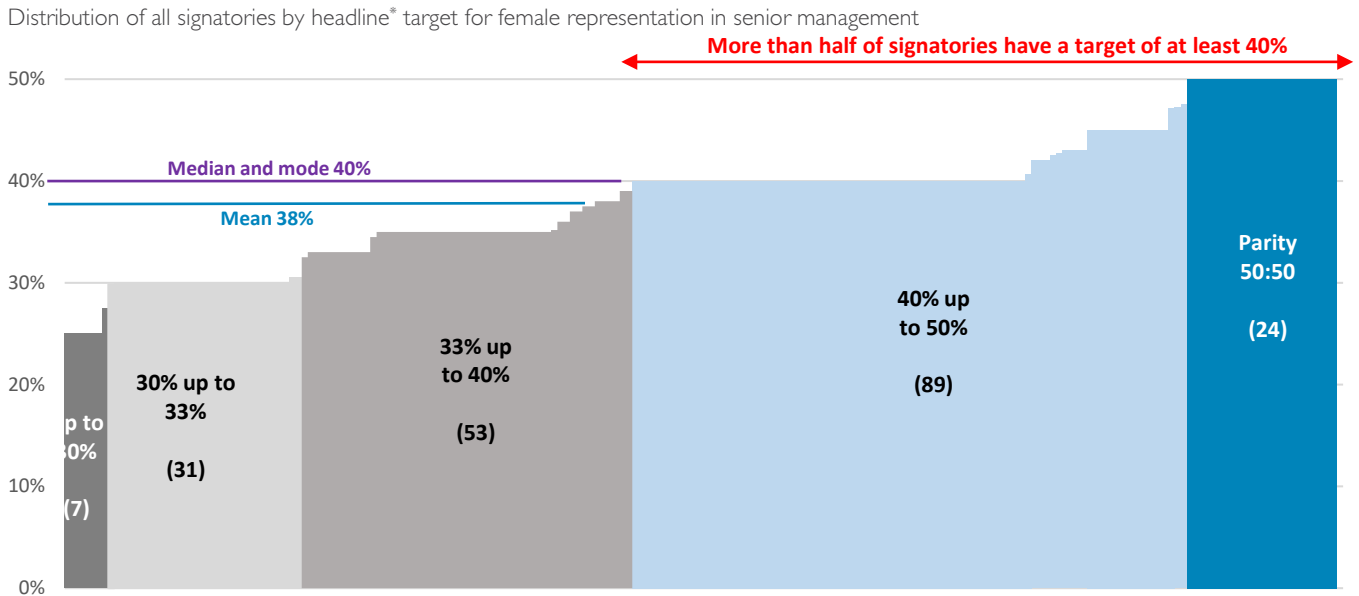 Distribution of all signatories by headline* target for female representation in senior management
More than half of signatories have a target of at least 40%
50%
Median and mode 40%
40%
Mean 38%
30%
20%
10%
0%
p to
30%
(7)
30% up to
33%
(31)
33% up
to 40%
(53)
40% up
to 50%
(89)
Parity
50:50
(24)